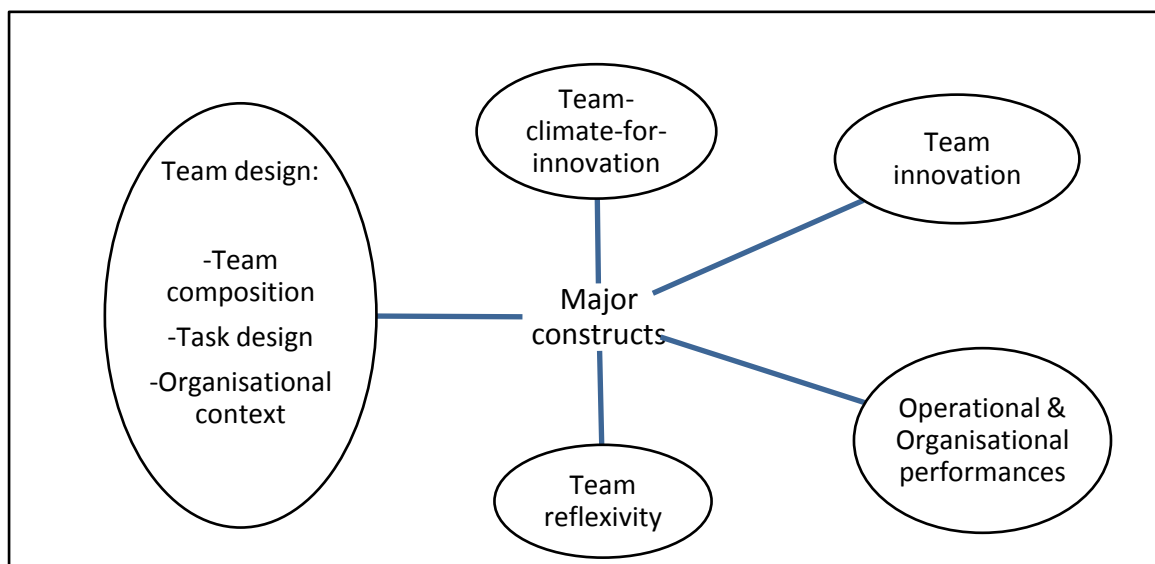 Team design:
-Team
composition
-Task design
-Organisational
context
Team-
climate-for-
innovation
Team
innovation
Major
constructs
Team
reflexivity
Operational &
Organisational
performances